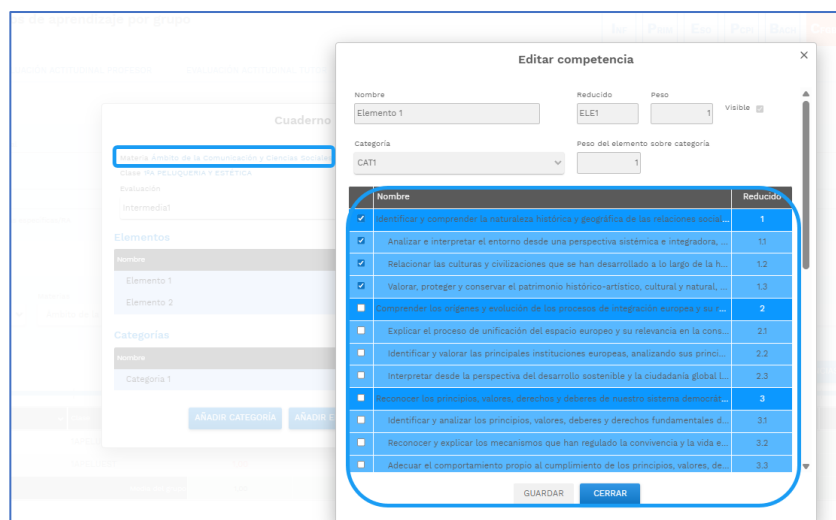 de aprendizaje por grupo
Editar competencia
Nombre
Reducido
Peso
Elemento 1
ELE1
1
Visible
Categoría
Peso del elemento sobre categoría
CAT1
1
Cuaderno
Materia Ámbito de la Comunicación y Ciencias Sociales
Clase 1ºA PELUQUERIA Y ESTÉTICA
Evaluación
Intermedia1
Elementos
Nombre
Elemento 1
Elemento 2
Categorías
Nombre
Categoría 1
AÑADIR CATEGORÍA
AÑADIR E
Nombre
Reducido
Identificar y comprender la naturaleza histórica y geográfica de las relaciones social... 1
Analizar e interpretar el entorno desde una perspectiva sistémica e integradora, ... 1.1
Relacionar las culturas y civilizaciones que se han desarrollado a lo largo de la h... 1.2
Valorar, proteger y conservar el patrimonio histórico-artístico, cultural y natural, ... 1.3
Comprender los orígenes y evolución de los procesos de integración europea y su r... 2
Explicar el proceso de unificación del espacio europeo y su relevancia en la cons... 2.1
Identificar y valorar las principales instituciones europeas, analizando sus princi... 2.2
Interpretar desde la perspectiva del desarrollo sostenible y la ciudadanía global l... 2.3
Reconocer los principios, valores, derechos y deberes de nuestro sistema democrat... 3
Identificar y analizar los principios, valores, deberes y derechos fundamentales d... 3.1
Reconocer y explicar los mecanismos que han regulado la convivencia y la vida e... 3.2
Adecuar el comportamiento propio al cumplimiento de los principios, valores, de... 3.3
GUARDAR
CERRAR